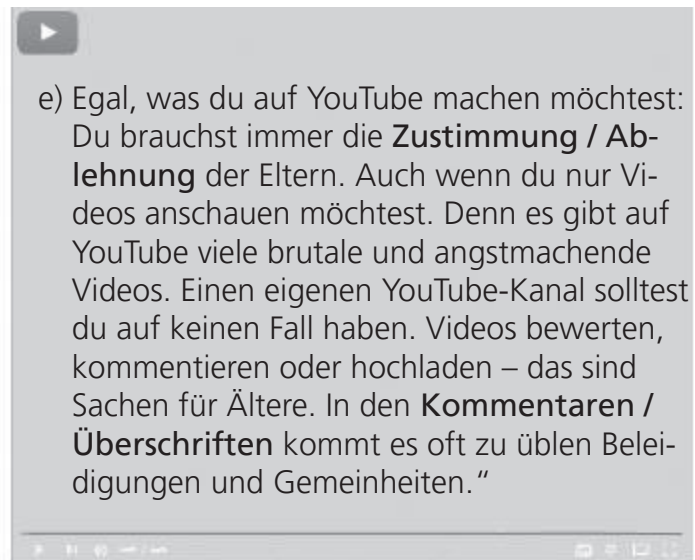 e) Egal, was du auf YouTube machen möchtest:
Du brauchst immer die Zustimmung / Ab-
lehnung der Eltern. Auch wenn du nur Vi-
deos anschauen möchtest. Denn es gibt auf
YouTube viele brutale und angstmachende
Videos. Einen eigenen YouTube-Kanal solltest
du auf keinen Fall haben. Videos bewerten,
kommentieren oder hochladen – das sind
Sachen für Ältere. In den Kommentaren /
Überschriften kommt es oft zu üblen Belei-
digungen und Gemeinheiten.“